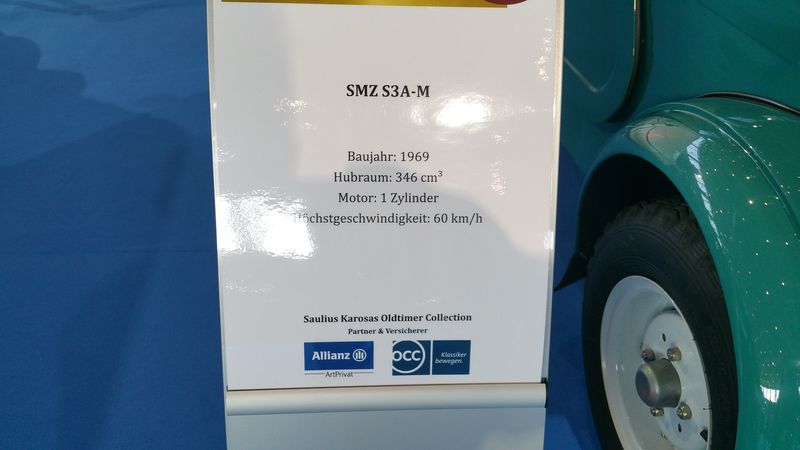 SMZ S3A-M
Baujahr: 1969
Hubraum: 346 cm³
Motor: 1 Zylinder
Höchstgeschwindigkeit: 60 km/h
Saulius Karosas Oldtimer Collection
Partner & Versicherer
Allianz
ArtPrivat
OCC
Klassiker
bewegen.